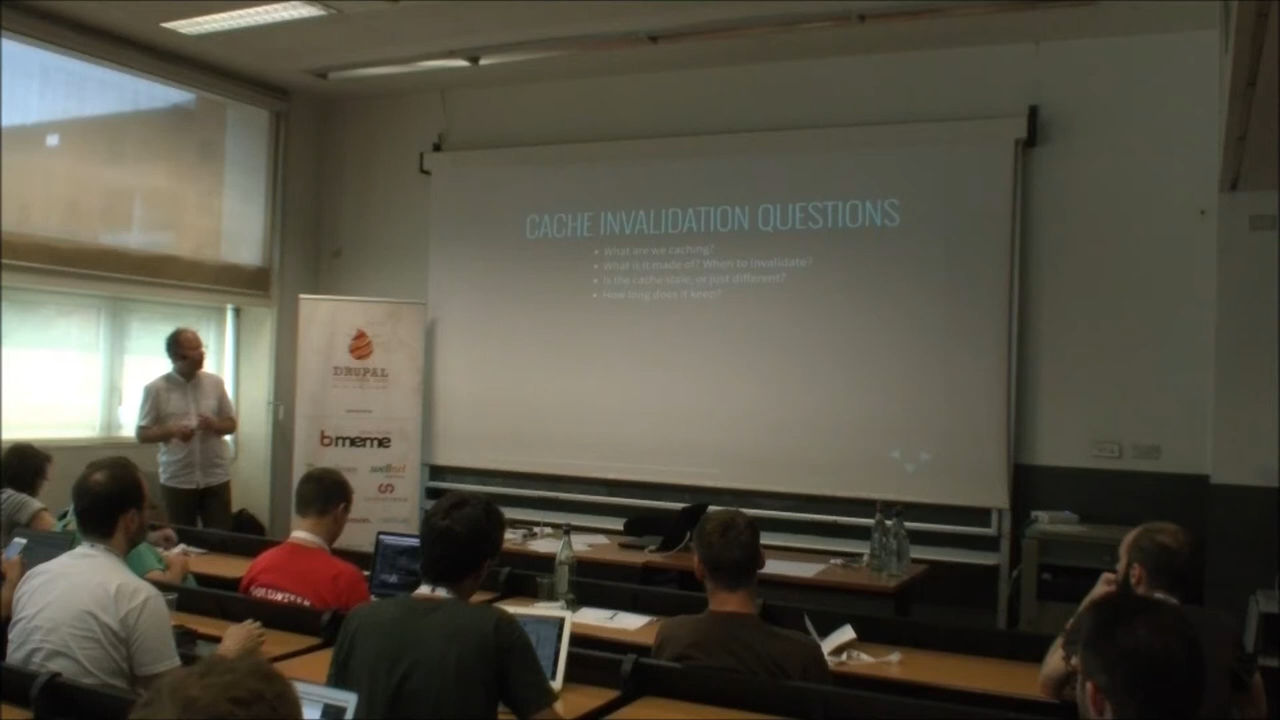 CACHE INVALIDATION QUESTIONS
What are we caching?
What is it made of? When to invalidate?
Is the cache stale, or just different?
How long does it keep?
DRUPAL
bmeme
VOLUNTEER